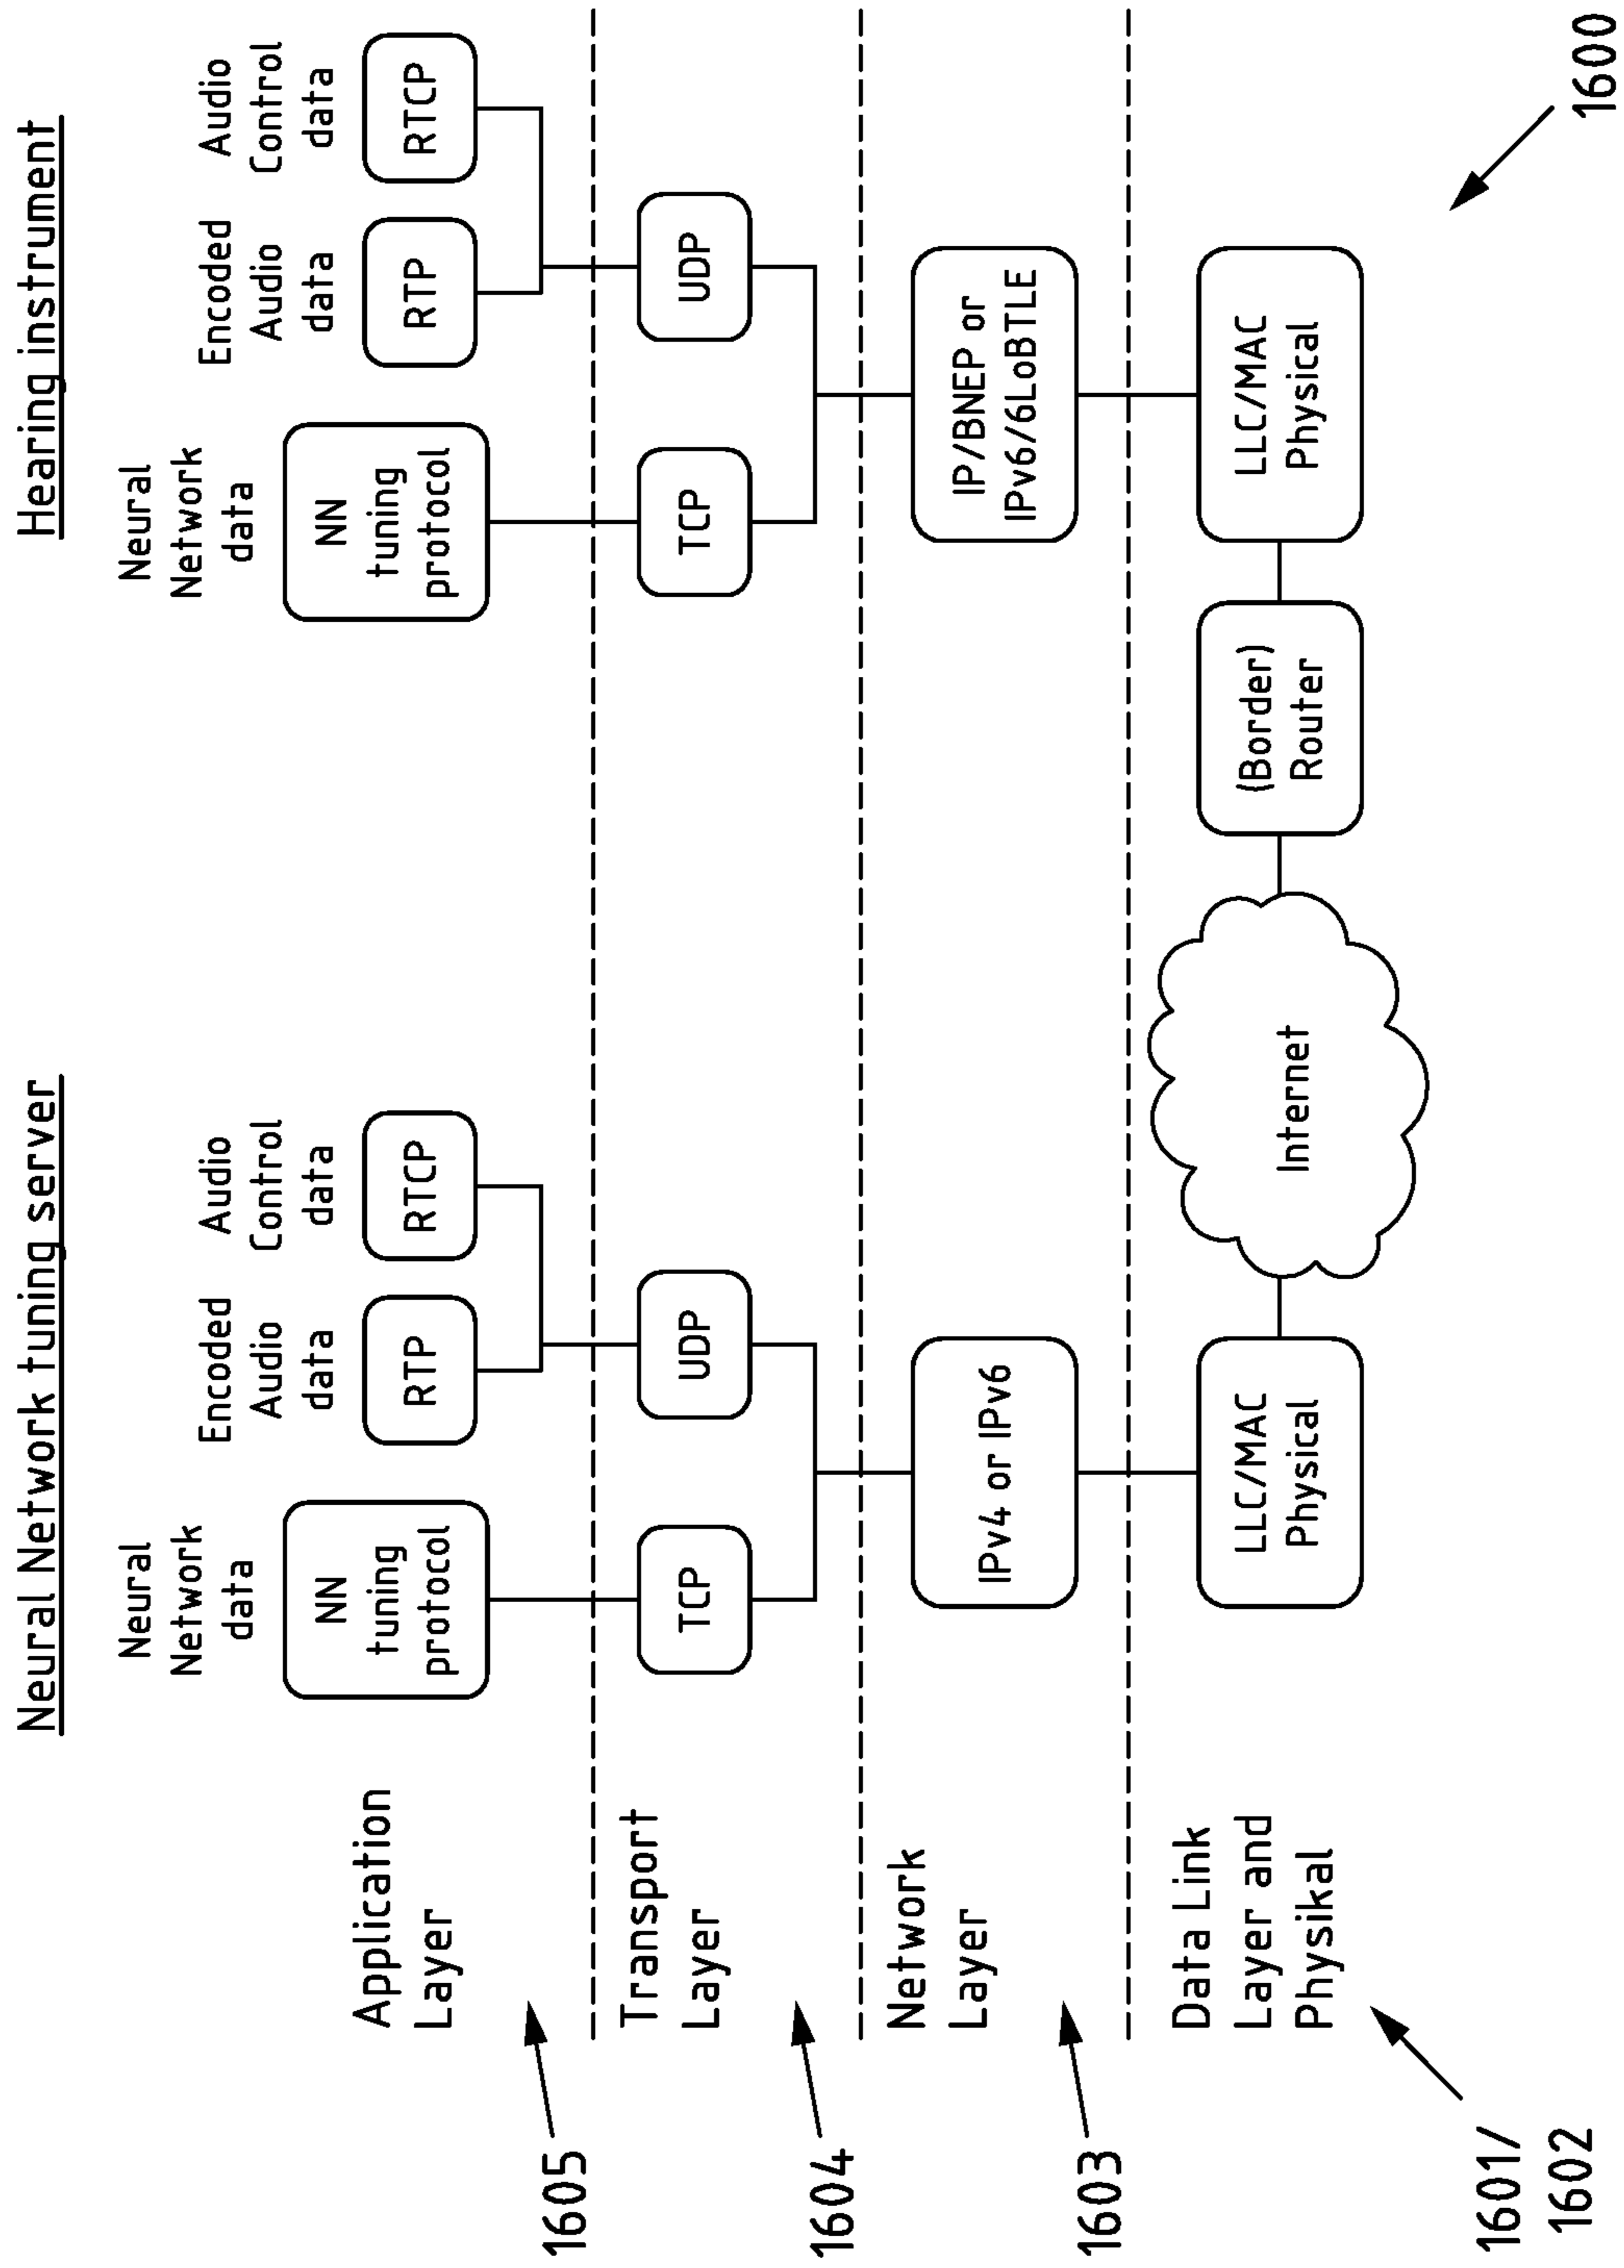 Neural Network tuning server
Hearing instrument
Neural
Network
data
Encoded
Audio
data
Audio
Control
data
Neural
Network
data
Encoded
Audio
data
Audio
Control
data
Application
Layer
NN
tuning
protocol
RTP
RTCP
NN
tuning
protocol
RTP
RTCP
1605
Transport
Layer
TCP
UDP
TCP
UDP
1604
Network
Layer
IPv4 or IPv6
IP/BNEP or
IPv6/6LoBTLE
1603
Data Link
Layer and
Physikal
LLC/MAC
Physical
Internet
(Border)
Router
LLC/MAC
Physical
1601/
1602
1600